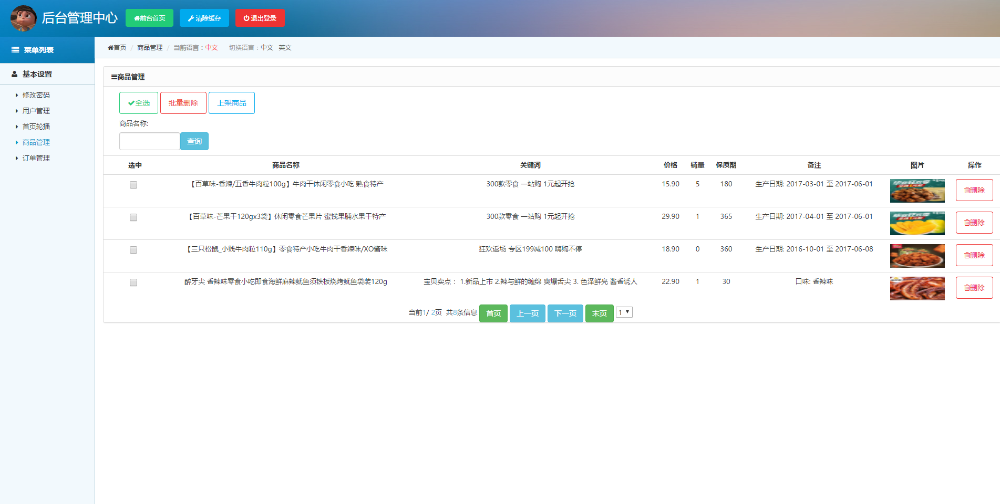 后台管理中心 前台首页 清除缓存 退出登录
菜单列表
首页 / 商品管理 / 当前语言：中文 切换语言：中文 英文
基本设置
修改密码
用户管理
首页轮播
商品管理
订单管理
商品管理
全选 批量删除 上架商品
商品名称:
查询
选中 商品名称 关键词 价格 销量 保质期 备注 图片 操作
【百草味-香辣/五香牛肉粒100g】牛肉干休闲零食小吃 熟食特产 300款零食 一站购 1元起开抢 15.90 5 180 生产日期: 2017-03-01 至 2017-06-01 删除
【百草味-芒果干120gx3袋】休闲零食芒果片 蜜饯果脯水果干特产 300款零食 一站购 1元起开抢 29.90 1 365 生产日期: 2017-04-01 至 2017-06-01 删除
【三只松鼠_小贱牛肉粒110g】零食特产小吃牛肉干香辣味/XO酱味 狂欢返场 专区199减100 嗨购不停 18.90 0 360 生产日期: 2016-10-01 至 2017-06-08 删除
醉牙尖 香辣味零食小吃即食海鲜麻辣鱿鱼须铁板烧烤鱿鱼袋装120g 宝贝卖点： 1.新品上市 2.辣与鲜的缠绵 爽爆舌尖 3. 色泽鲜亮 酱香诱人 22.90 1 30 口味: 香辣味 删除
当前1/ 2页 共8条信息 首页 上一页 下一页 末页 1